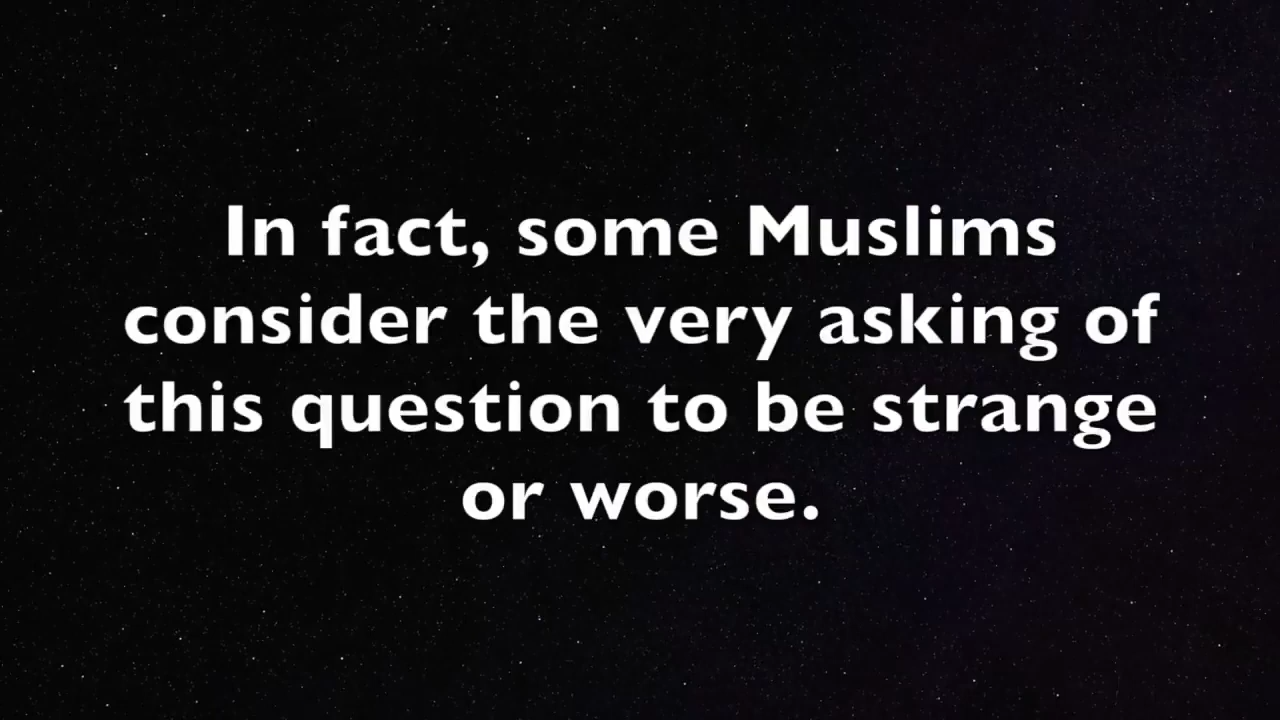 In fact, some Muslims
consider the very asking of
this question to be strange
or worse.